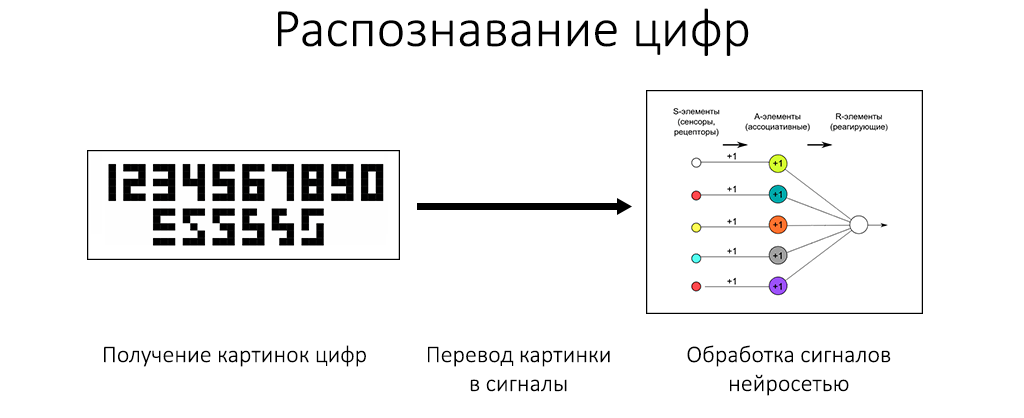 Распознавание цифр
S-элементы
(сенсоры,
рецепторы)
A-элементы
(ассоциативные)
R-элементы
(реагирующие)
1234567890
+1 +1
+1 +1
+1 +1
+1 +1
+1 +1
Получение картинок цифр
Перевод картинки
в сигналы
Обработка сигналов
нейросетью